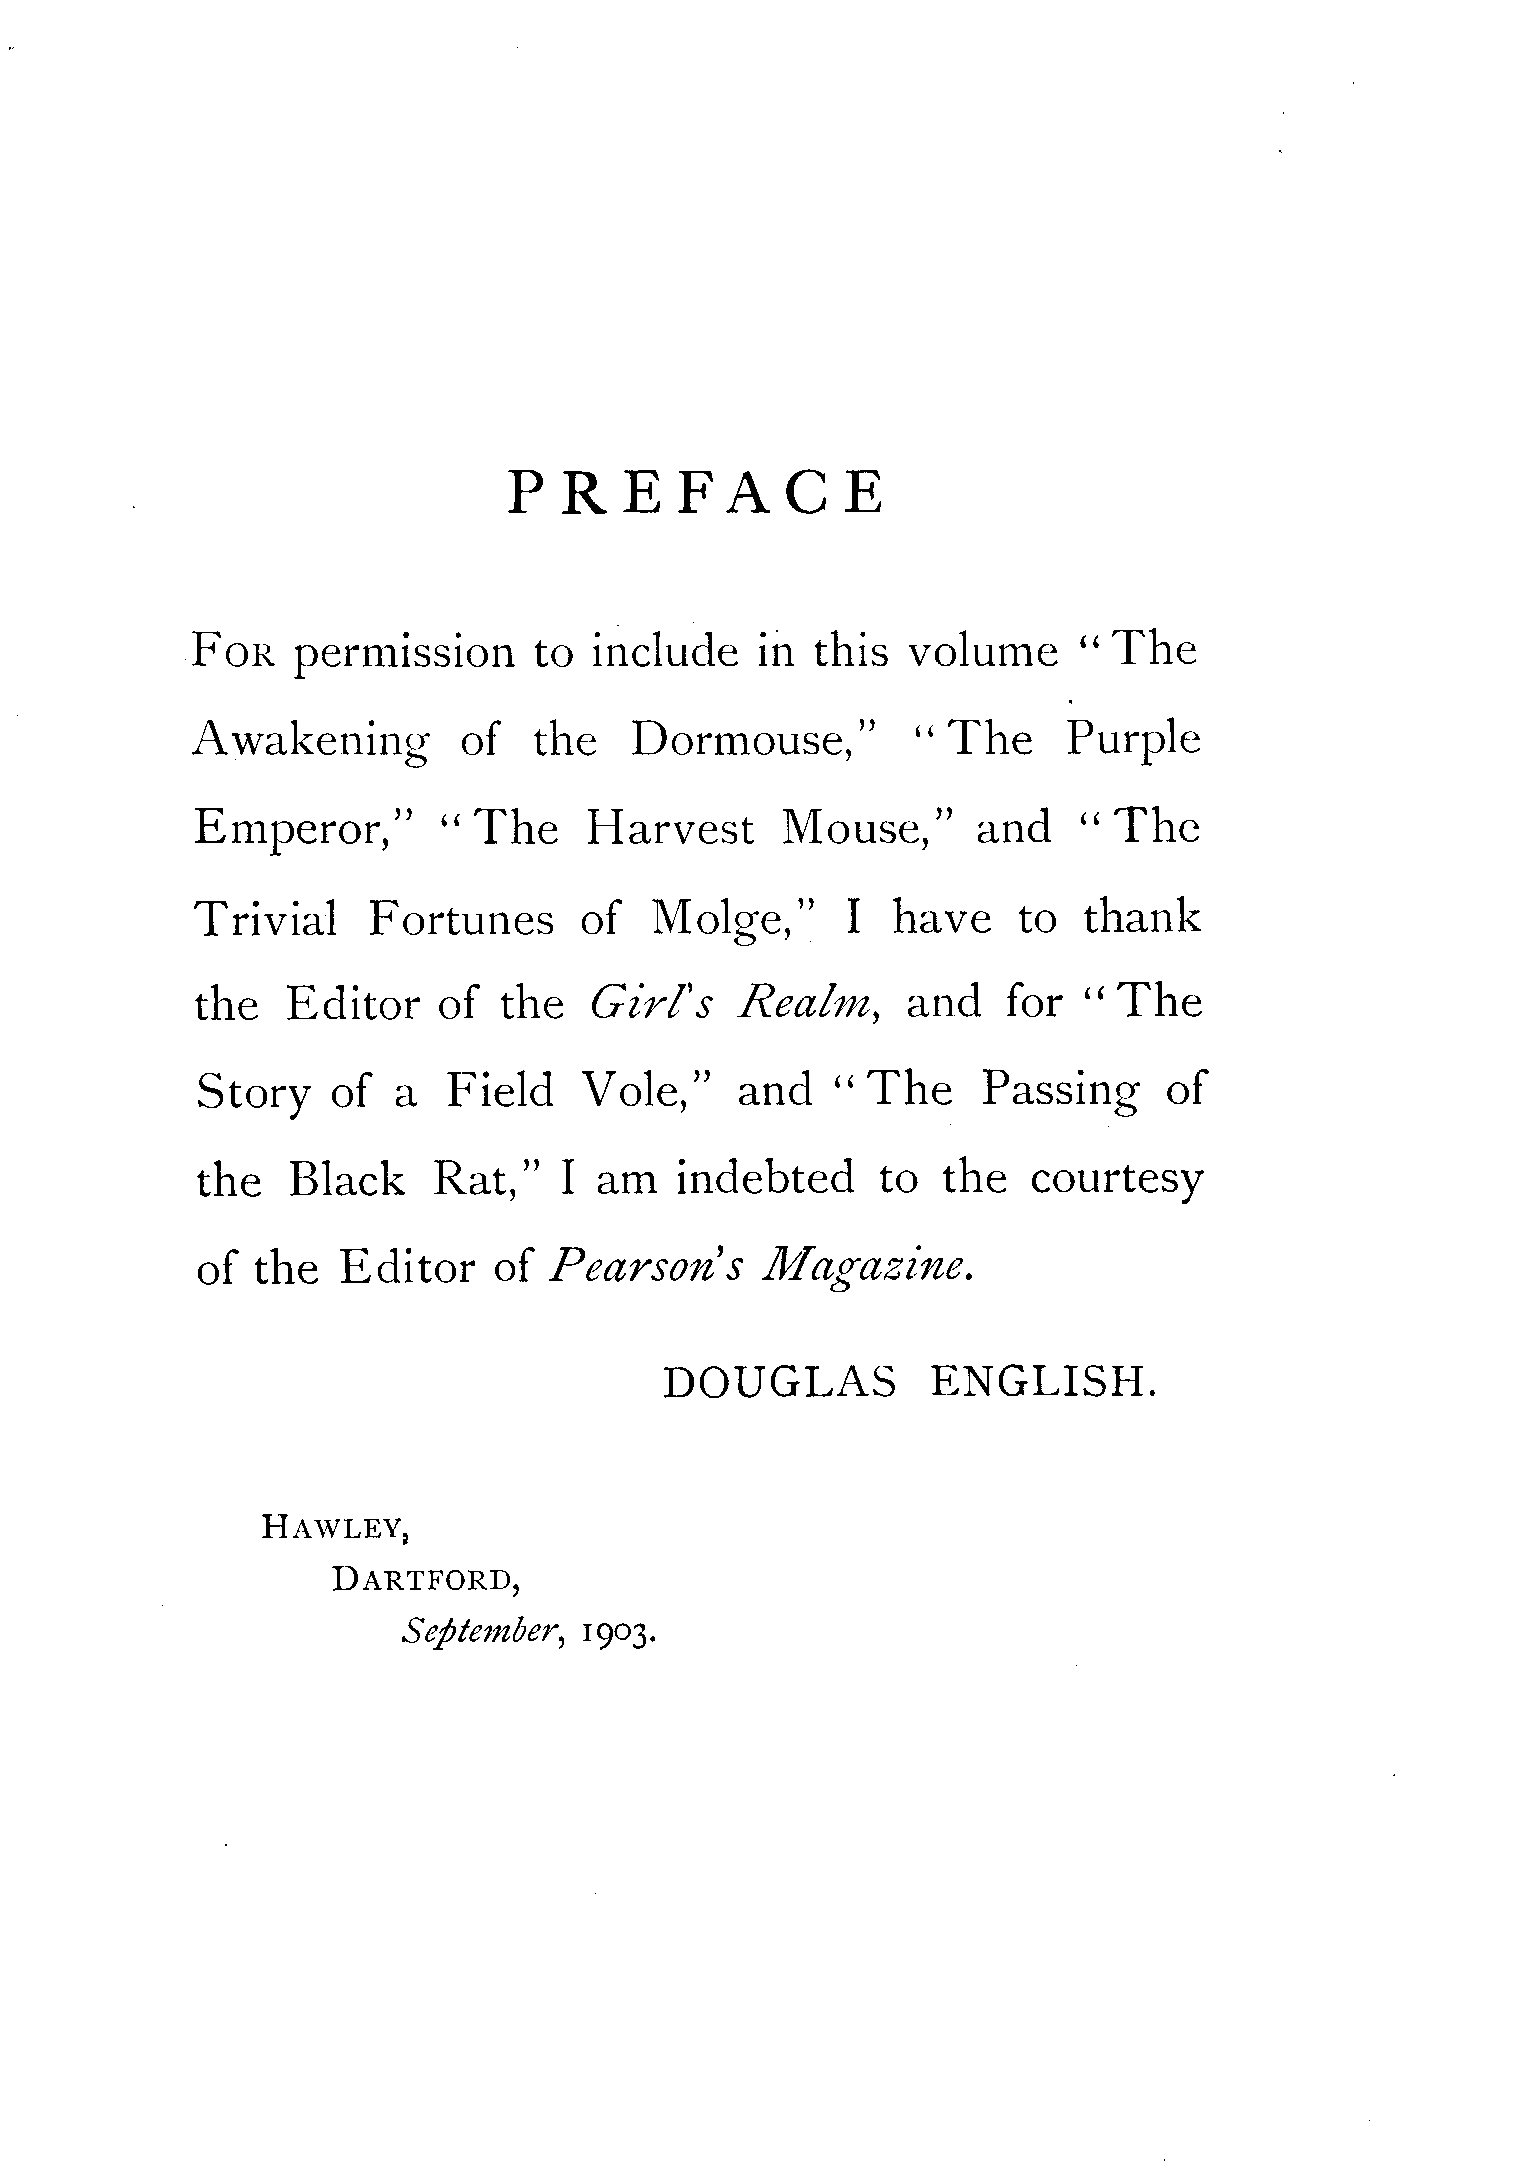 PREFACE
For permission to include in this volume “The
Awakening of the Dormouse,” “The Purple
Emperor,” “The Harvest Mouse,” and “The
Trivial Fortunes of Molge,” I have to thank
the Editor of the Girl's Realm, and for “The
Story of a Field Vole,” and “The Passing of
the Black Rat,” I am indebted to the courtesy
of the Editor of Pearson's Magazine.
DOUGLAS ENGLISH.
Hawley,
Dartford,
September, 1903.